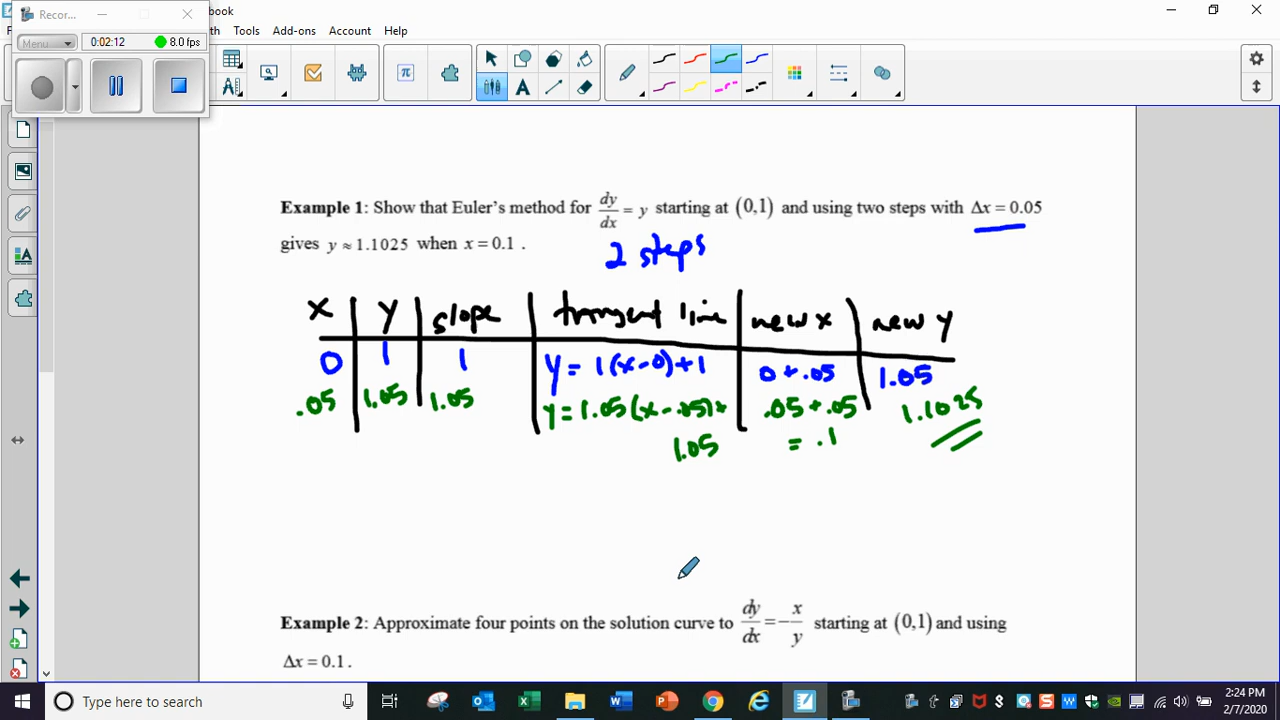 Recor...
book
Menu
0:02:12
8.0 fps
Tools Add-ons Account Help
Example 1: Show that Euler's method for dy/dx = y starting at (0,1) and using two steps with Δx = 0.05
gives y ≈ 1.1025 when x = 0.1 .
2 steps
x y slope tangent line new x new y
0 1 1 y = 1(x-0)+1 0 + .05 1.05
.05 1.05 1.05 y = 1.05(x-.05)+ .05 + .05 1.1025
1.05 = .1
Example 2: Approximate four points on the solution curve to dy/dx = -x/y starting at (0,1) and using
Δx = 0.1 .
Type here to search
2:24 PM
2/7/2020